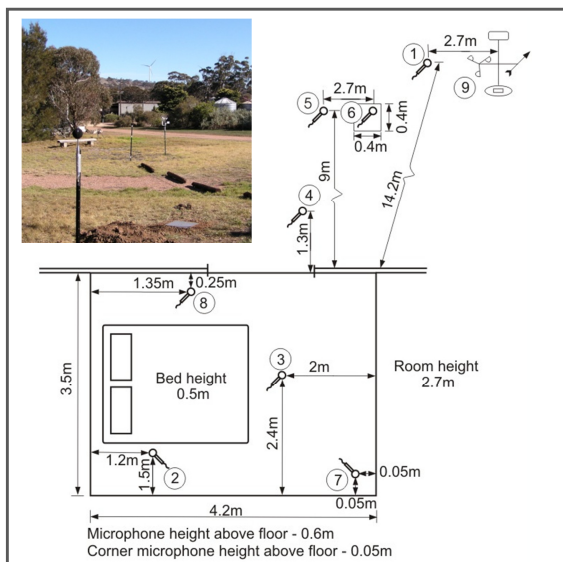 1
2.7m
9
2.7m
5
6
0.4m
0.4m
9m
14.2m
4
1.3m
1.35m
0.25m
8
3.5m
Bed height
0.5m
3
2m
Room height
2.7m
2.4m
1.2m
1.5m
2
7
0.05m
0.05m
4.2m
Microphone height above floor - 0.6m
Corner microphone height above floor - 0.05m